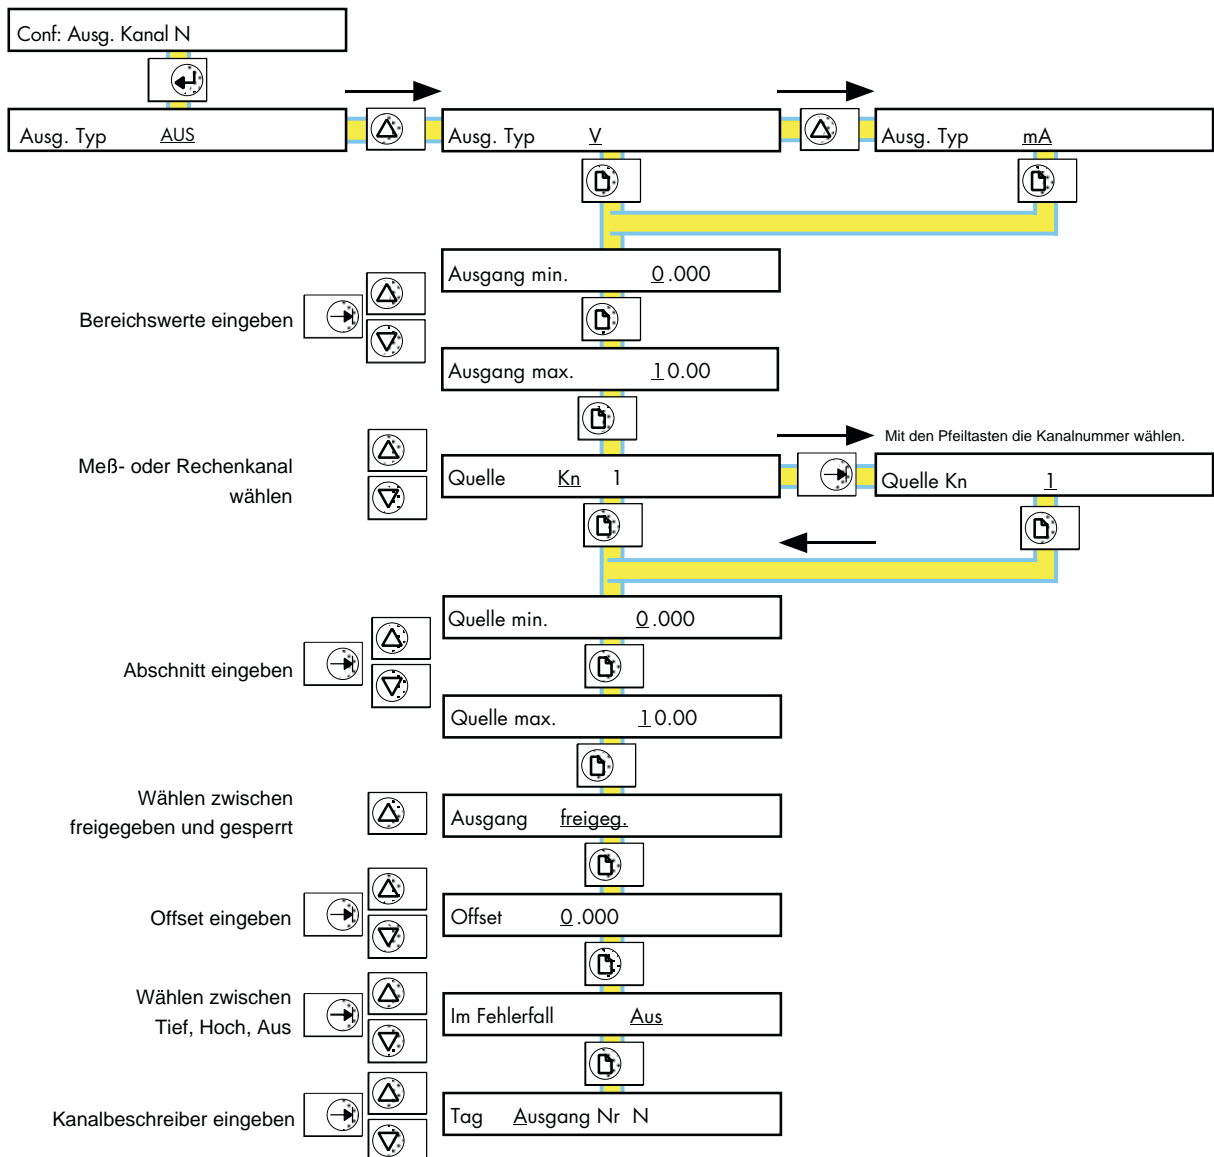 Conf: Ausg. Kanal N
Ausg. Typ AUS
Ausg. Typ V
Ausg. Typ mA
Ausgang min. 0.000
Bereichswerte eingeben
Ausgang max. 10.00
Mit den Pfeiltasten die Kanalnummer wählen.
Meß- oder Rechenkanal
wählen
Quelle Kn 1
Quelle Kn 1
Quelle min. 0.000
Abschnitt eingeben
Quelle max. 10.00
Wählen zwischen
freigegeben und gesperrt
Ausgang freigeg.
Offset eingeben
Offset 0.000
Wählen zwischen
Tief, Hoch, Aus
Im Fehlerfall Aus
Kanalbeschreiber eingeben
Tag Ausgang Nr N